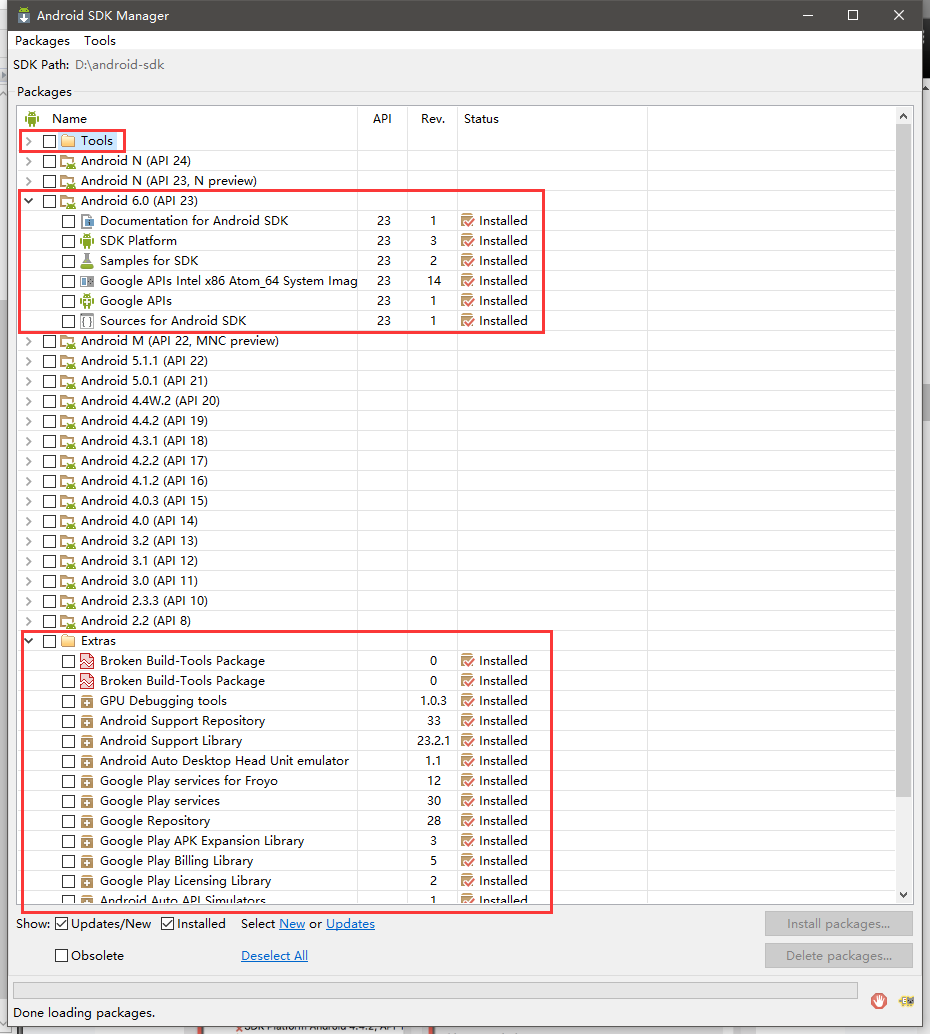 Android SDK Manager
Packages Tools
SDK Path: D:\android-sdk
Packages
Name API Rev. Status
Tools
Android N (API 24)
Android N (API 23, N preview)
Android 6.0 (API 23)
Documentation for Android SDK 23 1 Installed
SDK Platform 23 3 Installed
Samples for SDK 23 2 Installed
Google APIs Intel x86 Atom_64 System Imag 23 14 Installed
Google APIs 23 1 Installed
Sources for Android SDK 23 1 Installed
Android M (API 22, MNC preview)
Android 5.1.1 (API 22)
Android 5.0.1 (API 21)
Android 4.4W.2 (API 20)
Android 4.4.2 (API 19)
Android 4.3.1 (API 18)
Android 4.2.2 (API 17)
Android 4.1.2 (API 16)
Android 4.0.3 (API 15)
Android 4.0 (API 14)
Android 3.2 (API 13)
Android 3.1 (API 12)
Android 3.0 (API 11)
Android 2.3.3 (API 10)
Android 2.2 (API 8)
Extras
Broken Build-Tools Package 0 Installed
Broken Build-Tools Package 0 Installed
GPU Debugging tools 1.0.3 Installed
Android Support Repository 33 Installed
Android Support Library 23.2.1 Installed
Android Auto Desktop Head Unit emulator 1.1 Installed
Google Play services for Froyo 12 Installed
Google Play services 30 Installed
Google Repository 28 Installed
Google Play APK Expansion Library 3 Installed
Google Play Billing Library 5 Installed
Google Play Licensing Library 2 Installed
Android Auto API Simulators 1 Installed
Show: Updates/New Installed Select New or Updates Install packages...
Obsolete Deselect All Delete packages...
Done loading packages.
SDK Platform Android 4.4.2, API 1